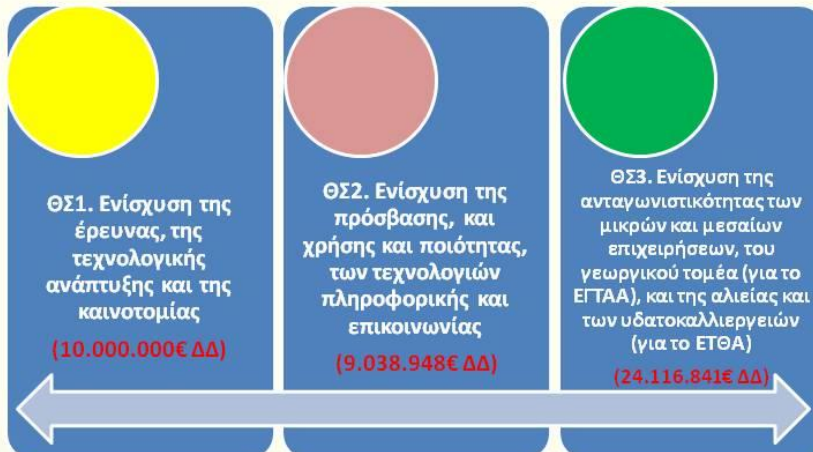 ΘΣ1. Ενίσχυση της
έρευνας, της
τεχνολογικής
ανάπτυξης και της
καινοτομίας
(10.000.000€ ΔΔ)
ΘΣ2. Ενίσχυση της
πρόσβασης, και
χρήσης και ποιότητας,
των τεχνολογιών
πληροφορικής και
επικοινωνίας
(9.038.948€ ΔΔ)
ΘΣ3. Ενίσχυση της
ανταγωνιστικότητας των
μικρών και μεσαίων
επιχειρήσεων, του
γεωργικού τομέα (για το
ΕΓΤΑΑ), και της αλιείας και
των υδατοκαλλιεργειών
(για το ΕΤΘΑ)
(24.116.841€ ΔΔ)